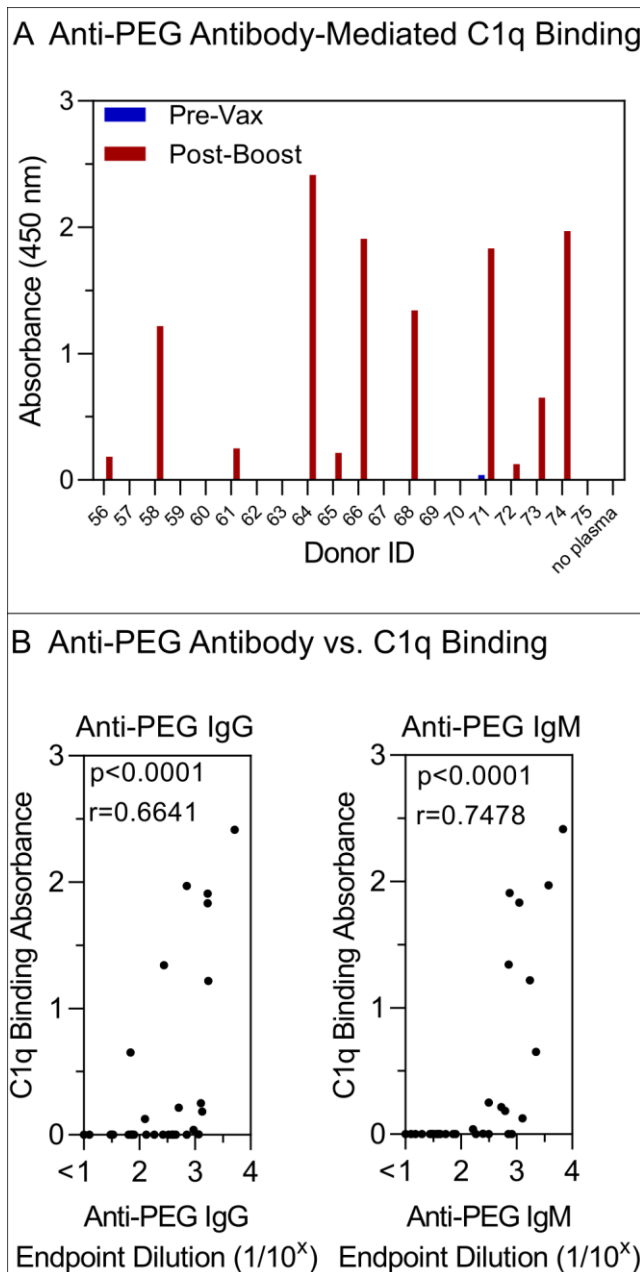 A Anti-PEG Antibody-Mediated C1q Binding
3
2
1
0
Absorbance (450 nm)
Pre-Vax
Post-Boost
56 57 58 59 60 61 62 63 64 65 66 67 68 69 70 71 72 73 74 75 no plasma
Donor ID
B Anti-PEG Antibody vs. C1q Binding
Anti-PEG IgG
3
2
1
0
C1q Binding Absorbance
p<0.0001
r=0.6641
<1 2 3 4
Anti-PEG IgG
Endpoint Dilution (1/10ˣ)
Anti-PEG IgM
3
2
1
0
C1q Binding Absorbance
p<0.0001
r=0.7478
<1 2 3 4
Anti-PEG IgM
Endpoint Dilution (1/10ˣ)